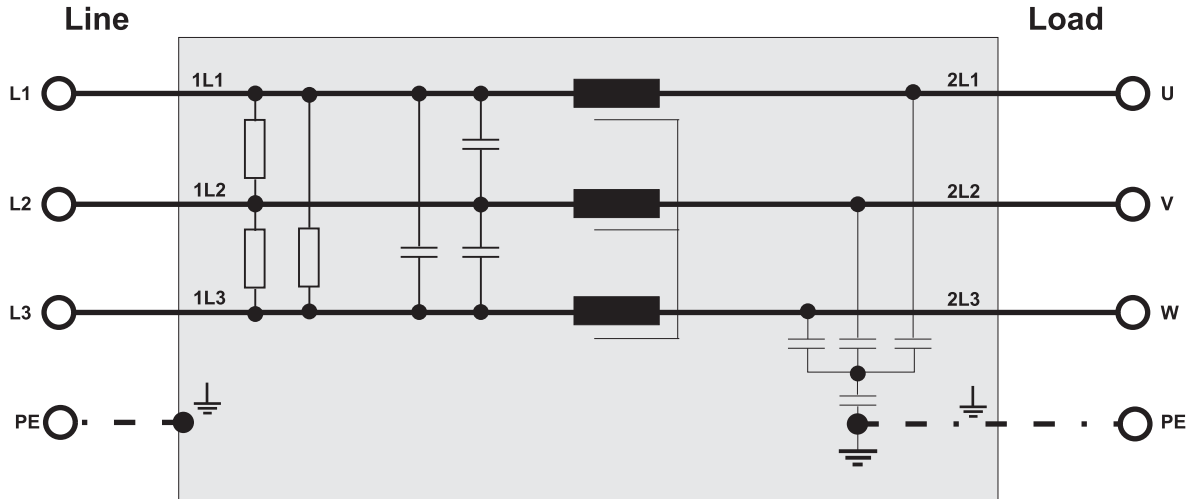 Line Load
L1 1L1 2L1 U
L2 1L2 2L2 V
L3 1L3 2L3 W
PE PE